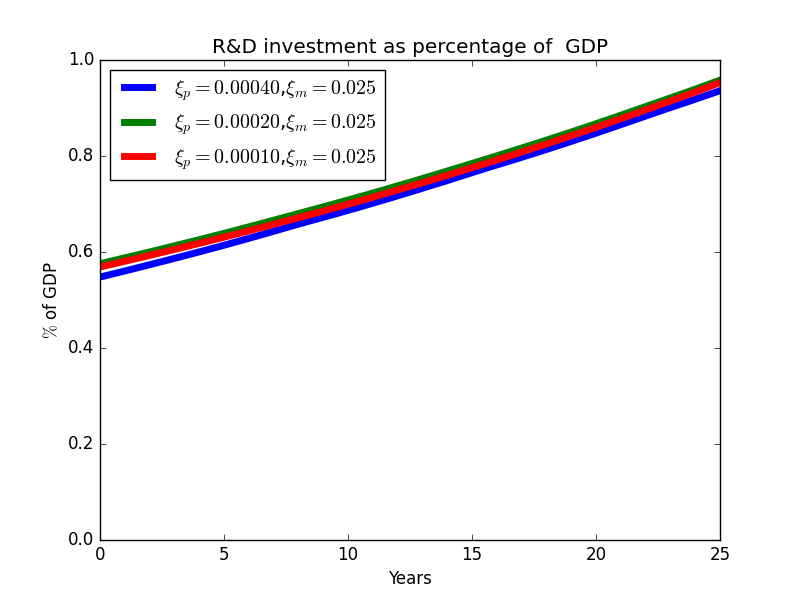 R&D investment as percentage of  GDP
ξₚ = 0.00040,ξₘ = 0.025
ξₚ = 0.00020,ξₘ = 0.025
ξₚ = 0.00010,ξₘ = 0.025
% of GDP
1.0
0.8
0.6
0.4
0.2
0.0
0 5 10 15 20 25
Years